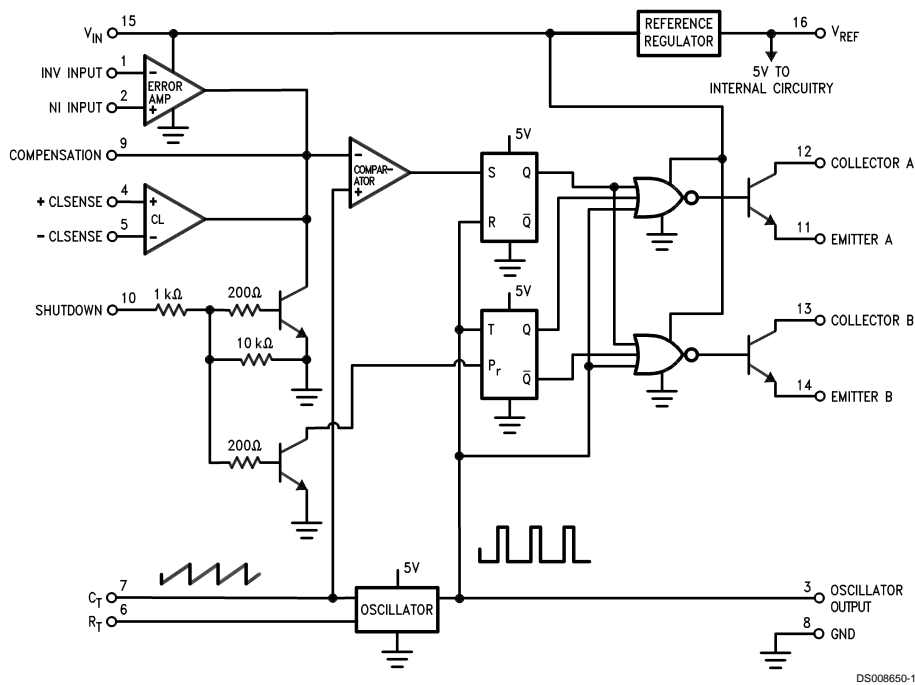 V_IN 15
REFERENCE REGULATOR
16 V_REF
5V TO
INTERNAL CIRCUITRY
INV INPUT 1
NI INPUT 2
−
ERROR
AMP
+
COMPENSATION 9
−
COMPAR-
ATOR
+
+ CLSENSE 4
− CLSENSE 5
+
CL
−
5V
S Q
R Q̅
12 COLLECTOR A
11 EMITTER A
SHUTDOWN 10
1 kΩ
200Ω
10 kΩ
200Ω
5V
T Q
P_r Q̅
13 COLLECTOR B
14 EMITTER B
C_T 7
R_T 6
5V
OSCILLATOR
3 OSCILLATOR
OUTPUT
8 GND
DS008650-1